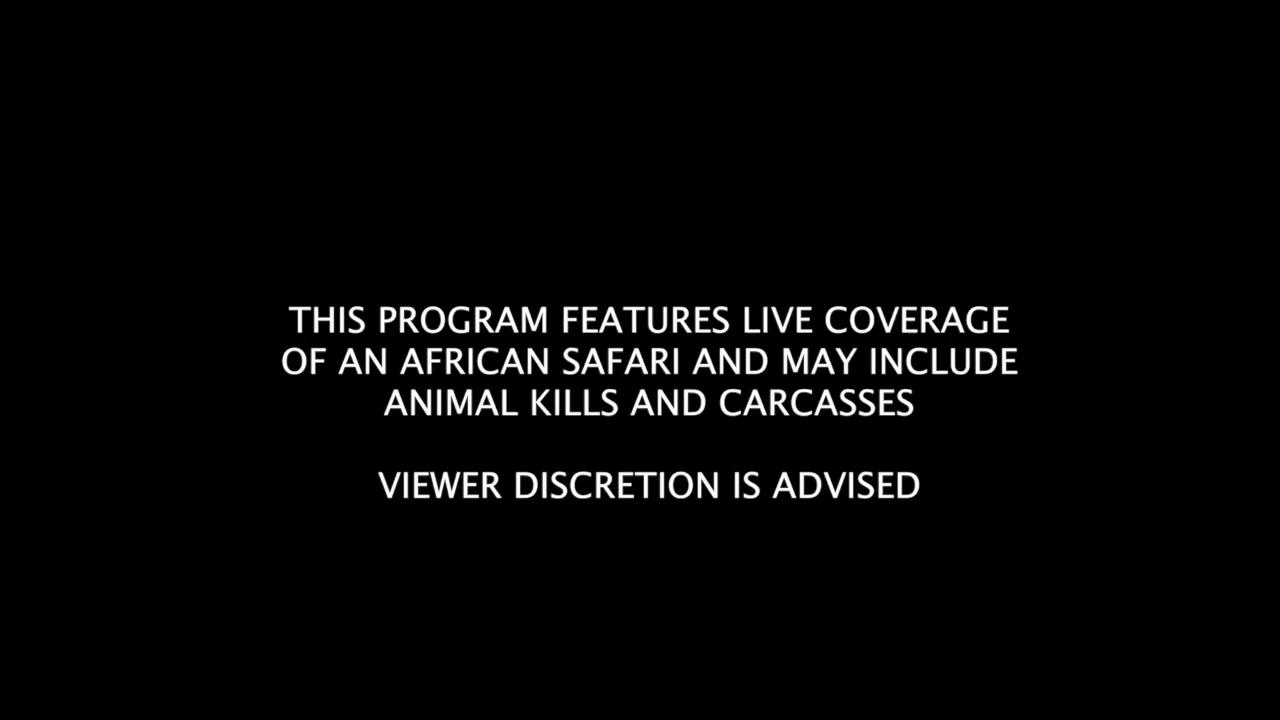 THIS PROGRAM FEATURES LIVE COVERAGE
OF AN AFRICAN SAFARI AND MAY INCLUDE
ANIMAL KILLS AND CARCASSES
VIEWER DISCRETION IS ADVISED